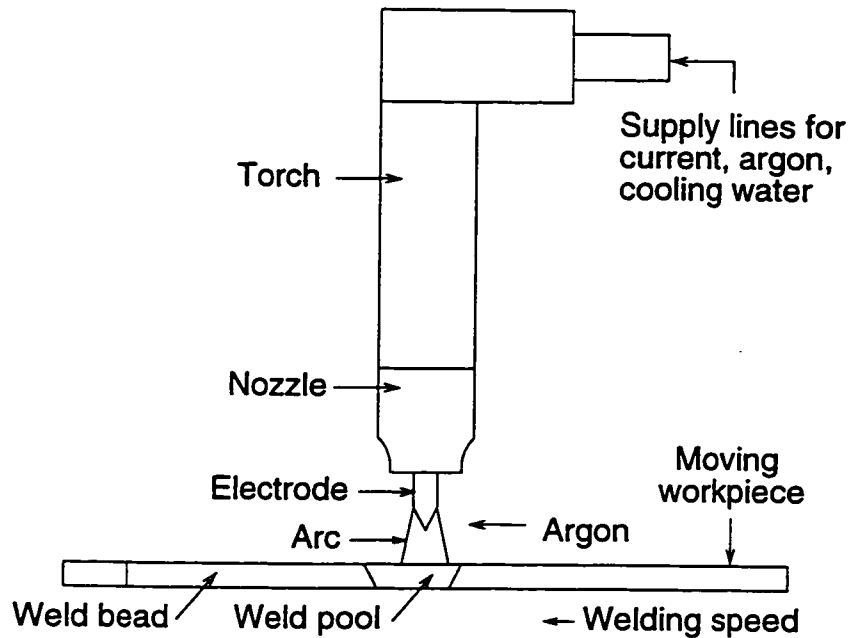 Supply lines for
current, argon,
cooling water
Torch
Nozzle
Electrode
Moving
workpiece
Arc
Argon
Weld bead
Weld pool
Welding speed